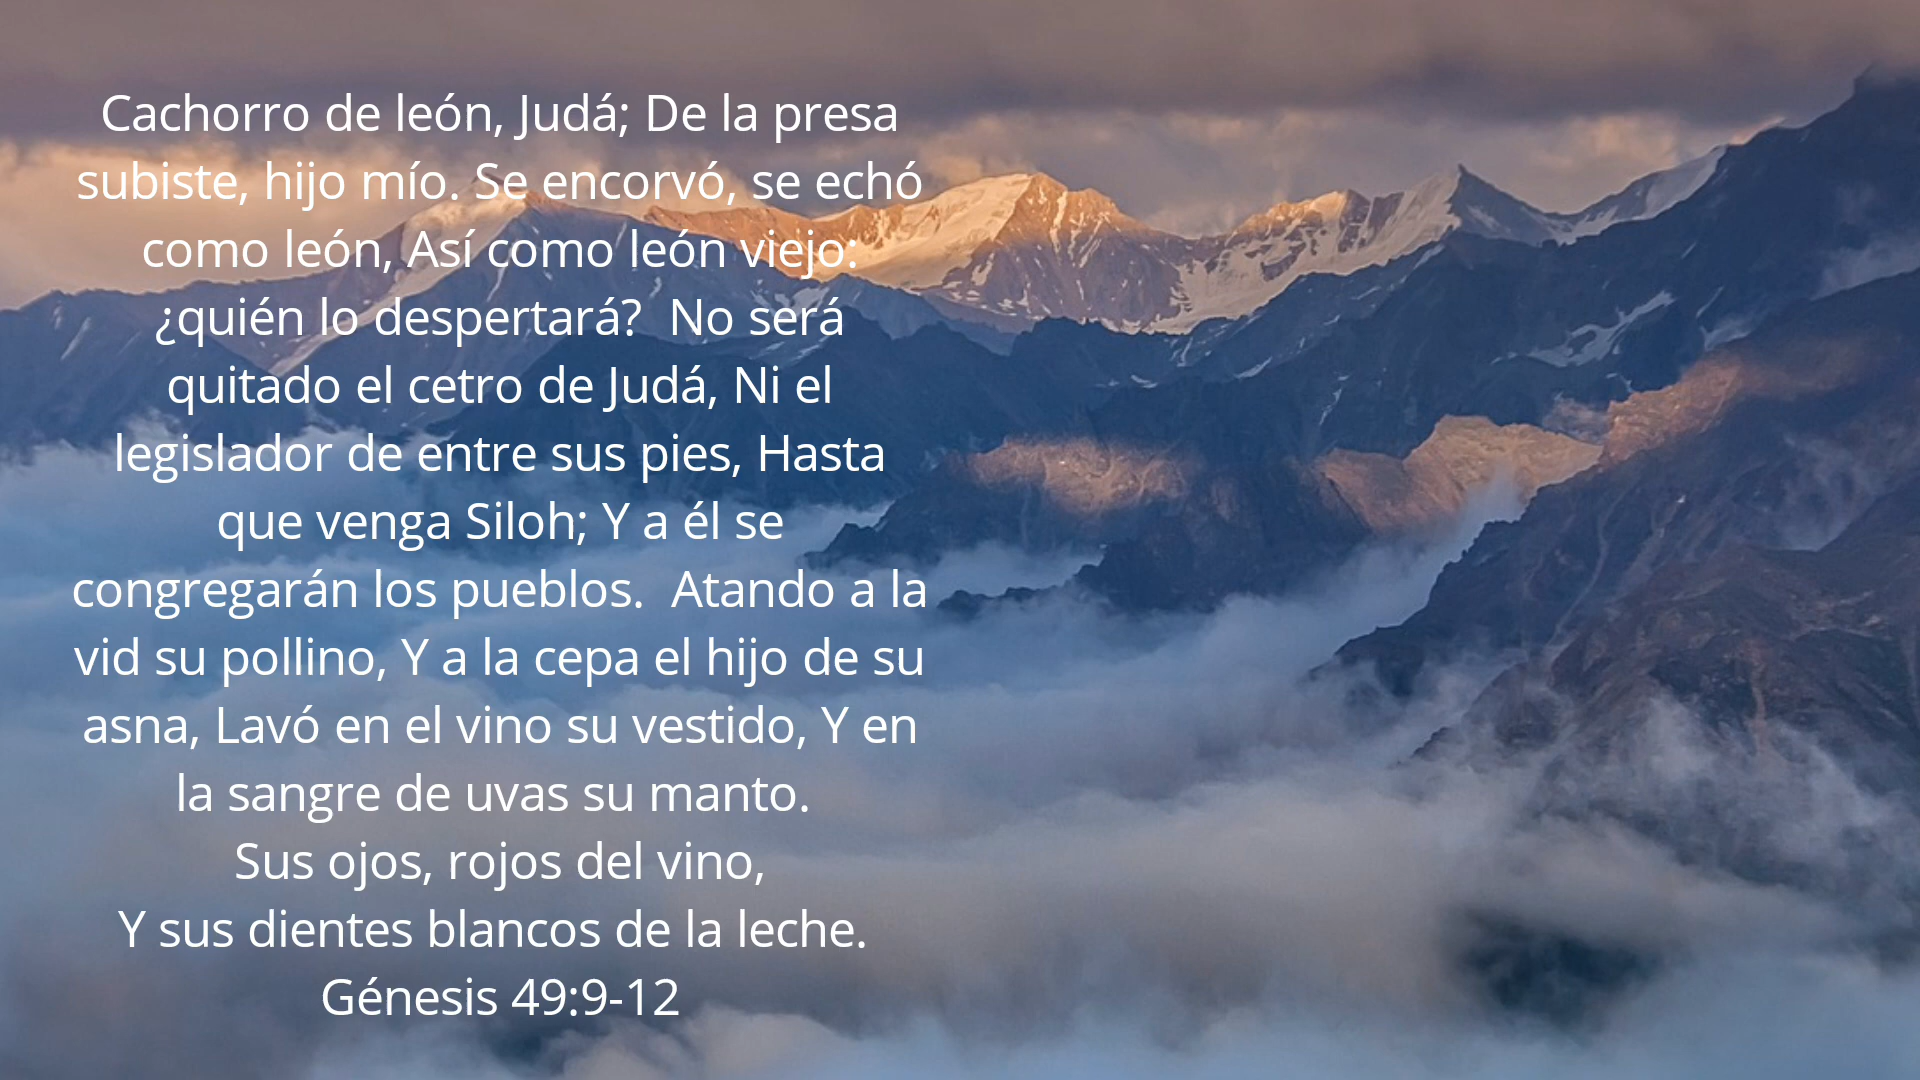 Cachorro de león, Judá; De la presa
subiste, hijo mío. Se encorvó, se echó
como león, Así como león viejo:
¿quién lo despertará?  No será
quitado el cetro de Judá, Ni el
legislador de entre sus pies, Hasta
que venga Siloh; Y a él se
congregarán los pueblos.  Atando a la
vid su pollino, Y a la cepa el hijo de su
asna, Lavó en el vino su vestido, Y en
la sangre de uvas su manto.
Sus ojos, rojos del vino,
Y sus dientes blancos de la leche.
Génesis 49:9-12